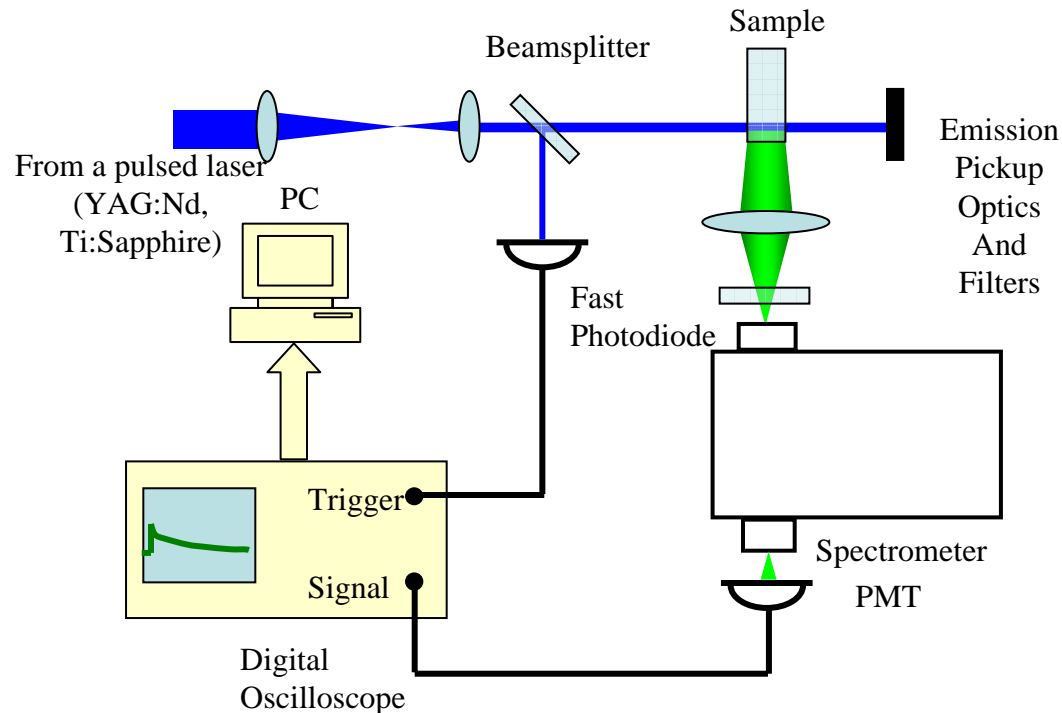 Sample
Beamsplitter
From a pulsed laser
(YAG:Nd,
Ti:Sapphire)
PC
Emission
Pickup
Optics
And
Filters
Fast
Photodiode
Trigger
Signal
Spectrometer
PMT
Digital
Oscilloscope